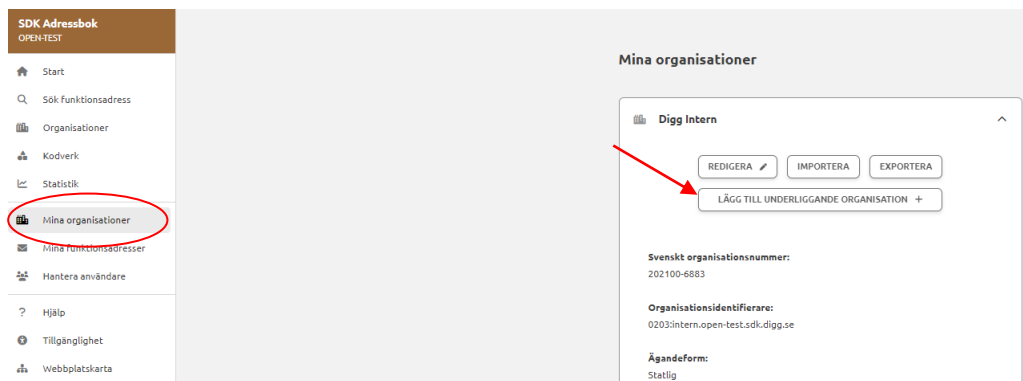 SDK Adressbok
OPEN-TEST
Start
Sök funktionsadress
Organisationer
Kodverk
Statistik
Mina organisationer
Mina funktionsadresser
Hantera användare
Hjälp
Tillgänglighet
Webbplatskarta
Mina organisationer
Digg Intern
REDIGERA IMPORTERA EXPORTERA
LÄGG TILL UNDERLIGGANDE ORGANISATION +
Svenskt organisationsnummer:
202100-6883
Organisationsidentifierare:
0203:intern.open-test.sdk.digg.se
Ägandeform:
Statlig